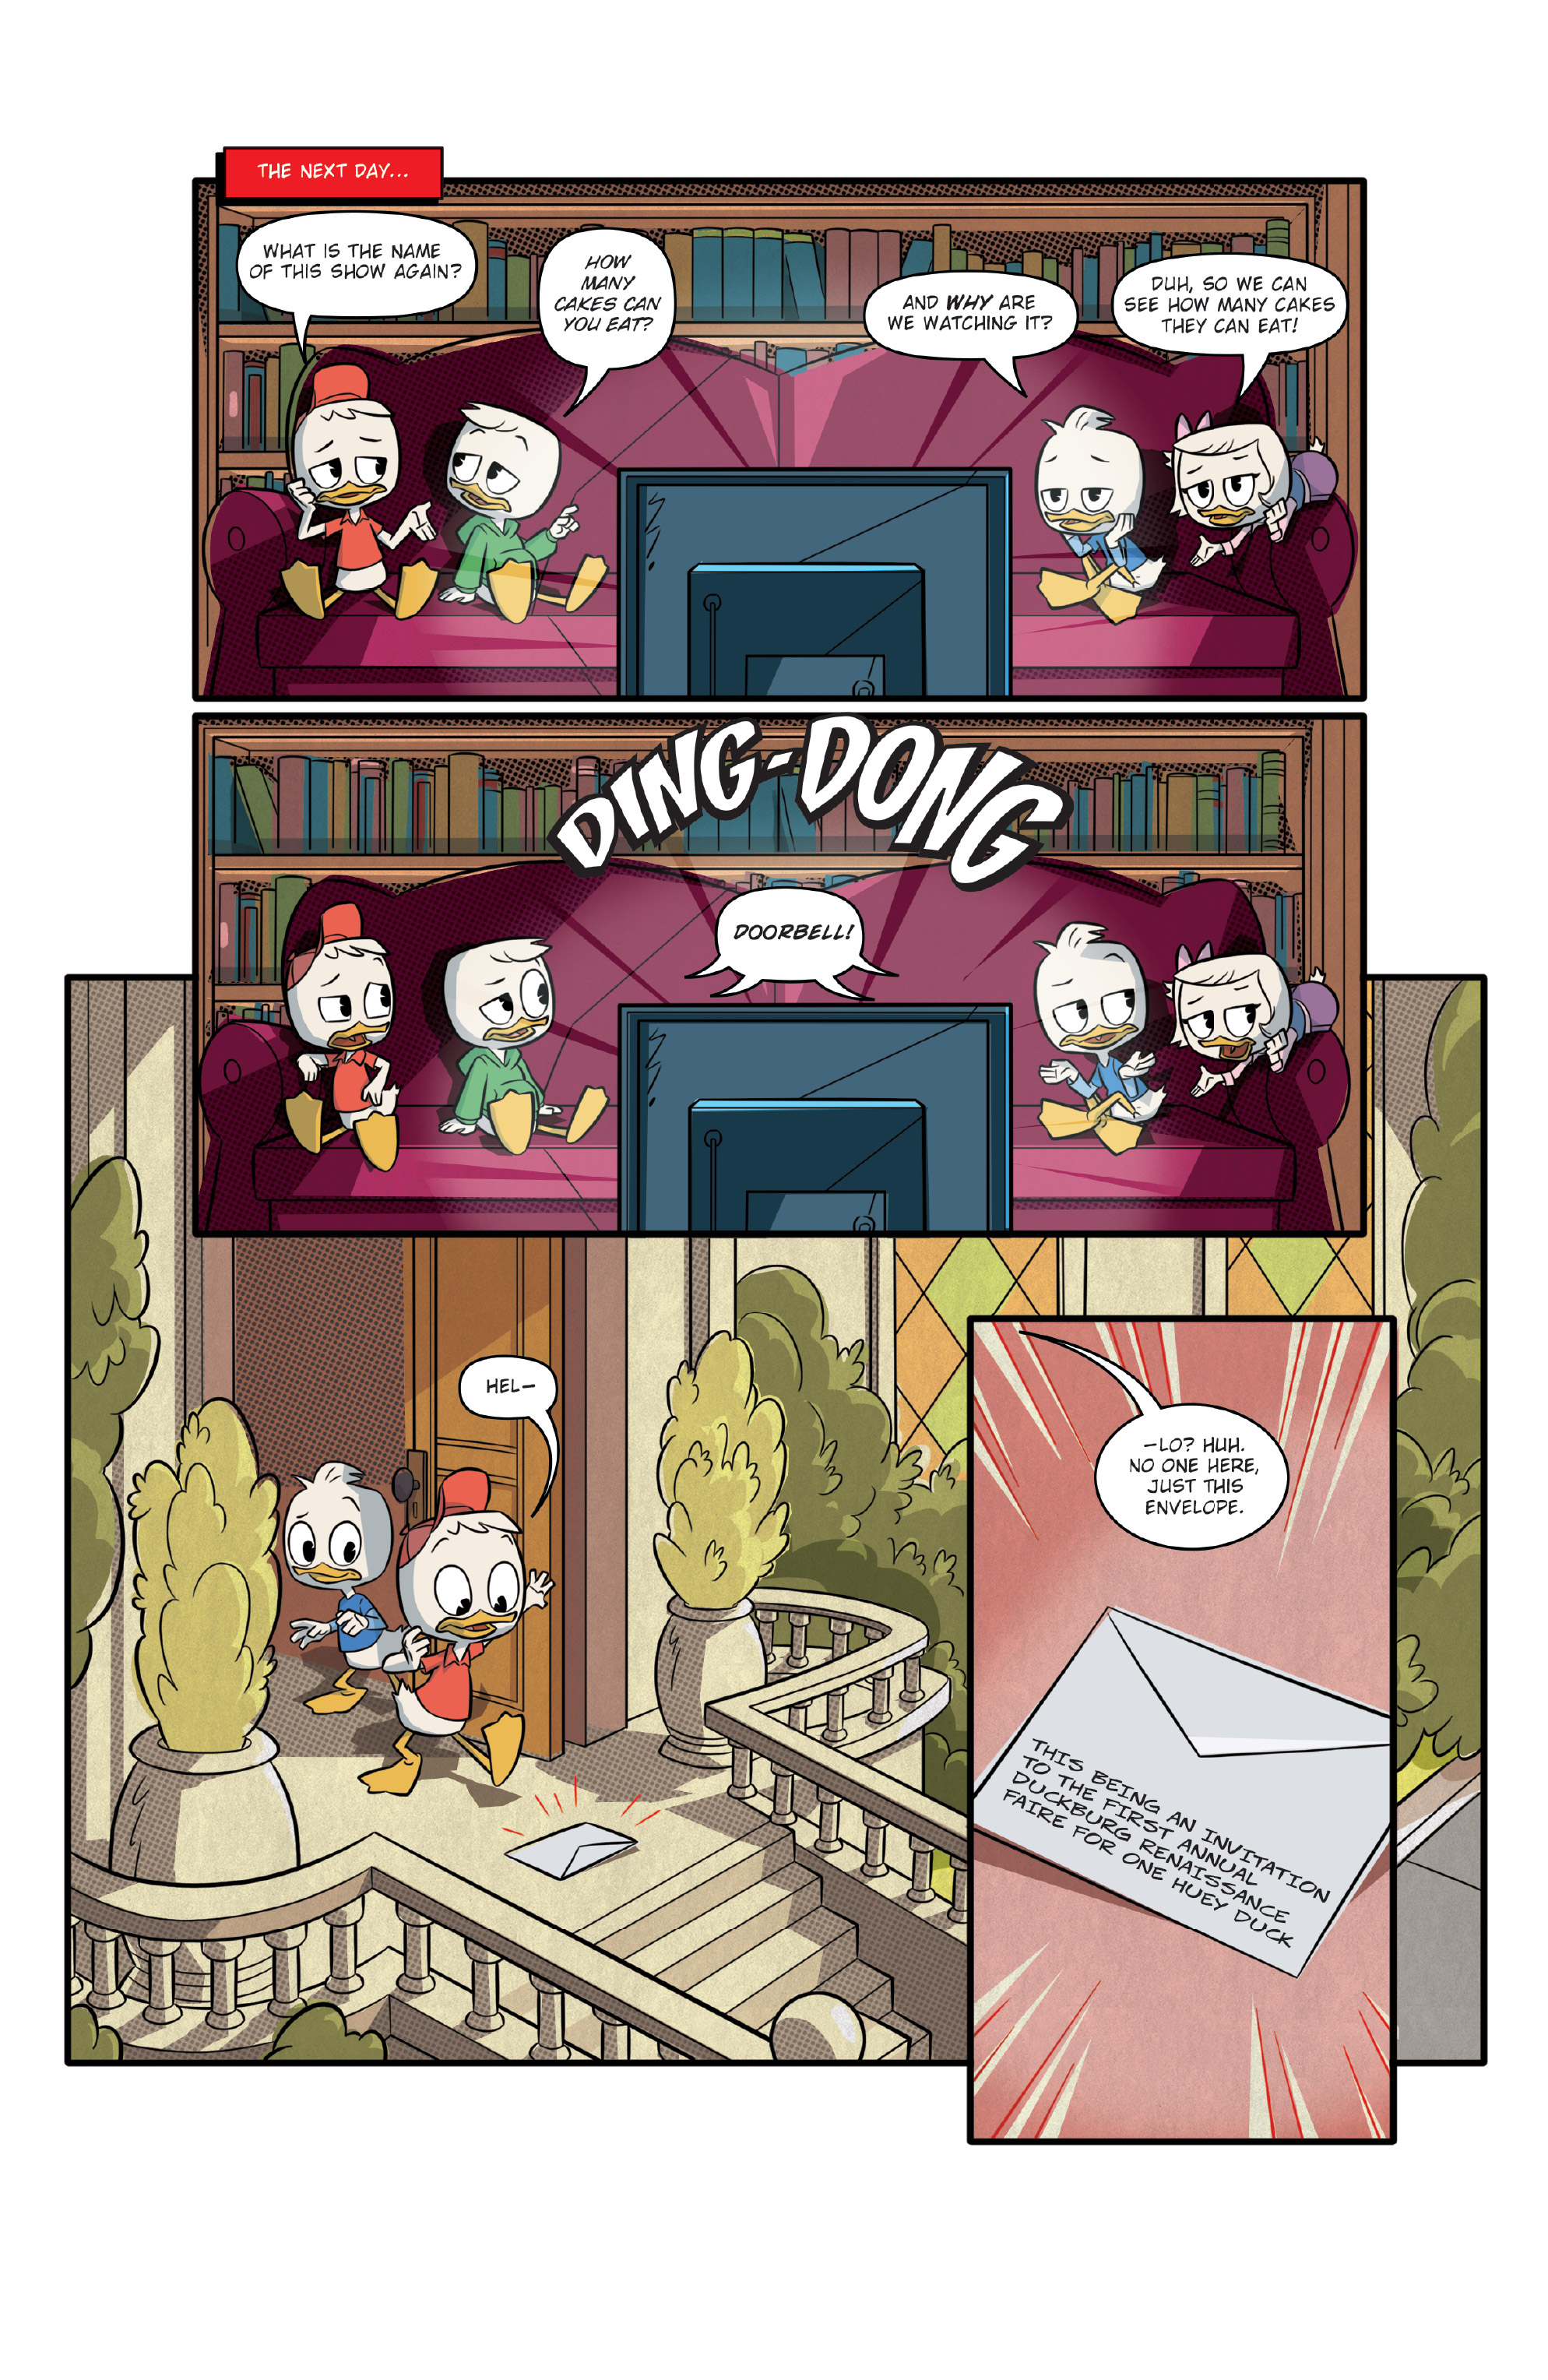 THE NEXT DAY...
WHAT IS THE NAME
OF THIS SHOW AGAIN?
HOW
MANY
CAKES CAN
YOU EAT?
AND WHY ARE
WE WATCHING IT?
DUH, SO WE CAN
SEE HOW MANY CAKES
THEY CAN EAT!
DING-DONG
DOORBELL!
HEL—
—LO? HUH.
NO ONE HERE,
JUST THIS
ENVELOPE.
THIS BEING AN INVITATION
TO THE FIRST ANNUAL
DUCKBURG RENAISSANCE
FAIRE FOR ONE HUEY DUCK